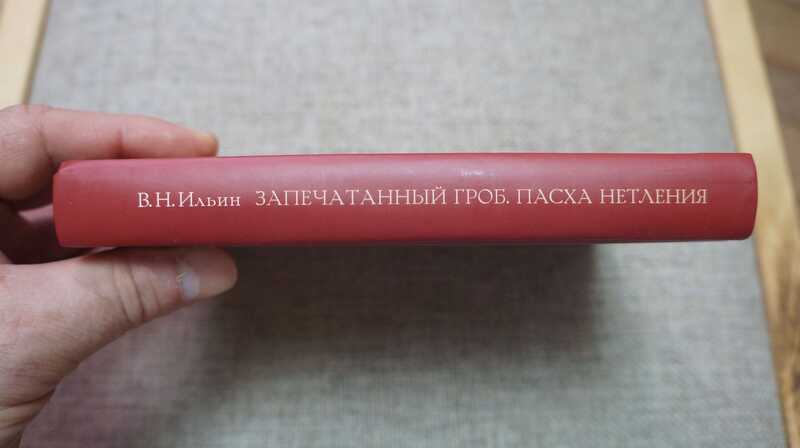 В. Н. Ильин ЗАПЕЧАТАННЫЙ ГРОБ. ПАСХА НЕТЛЕНИЯ